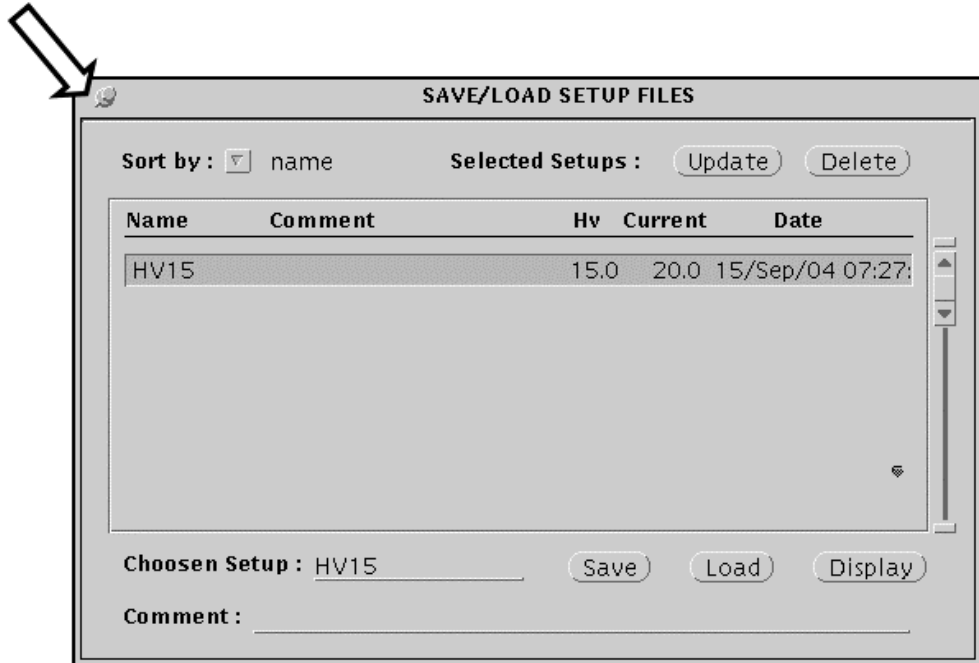 SAVE/LOAD SETUP FILES
Sort by : name Selected Setups : Update Delete
Name Comment Hv Current Date
HV15 15.0 20.0 15/Sep/04 07:27:
Choosen Setup : HV15 Save Load Display
Comment :